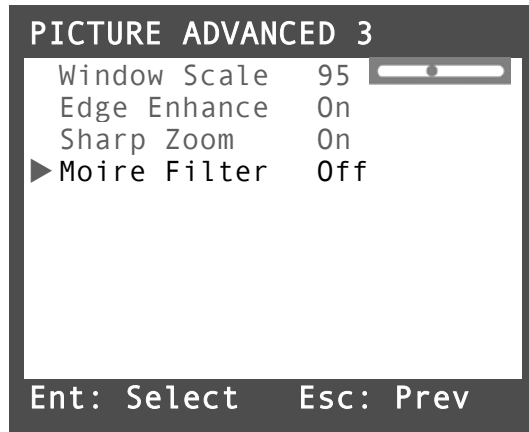 PICTURE ADVANCED 3
Window Scale 95
Edge Enhance On
Sharp Zoom On
Moire Filter Off
Ent: Select Esc: Prev